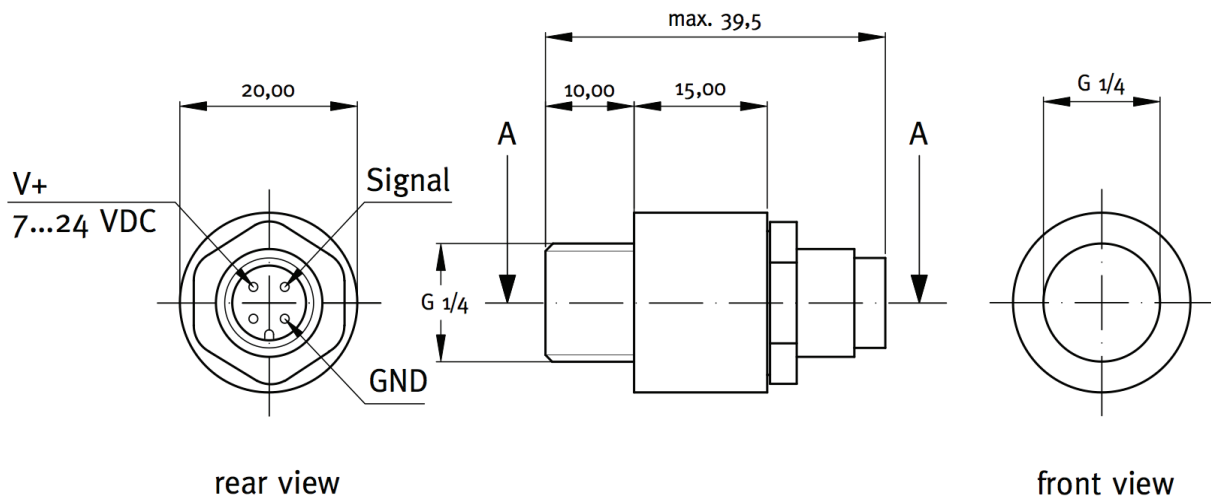 max. 39,5
20,00
10,00
15,00
G 1/4
A
A
V+
7...24 VDC
Signal
G 1/4
GND
rear view
front view